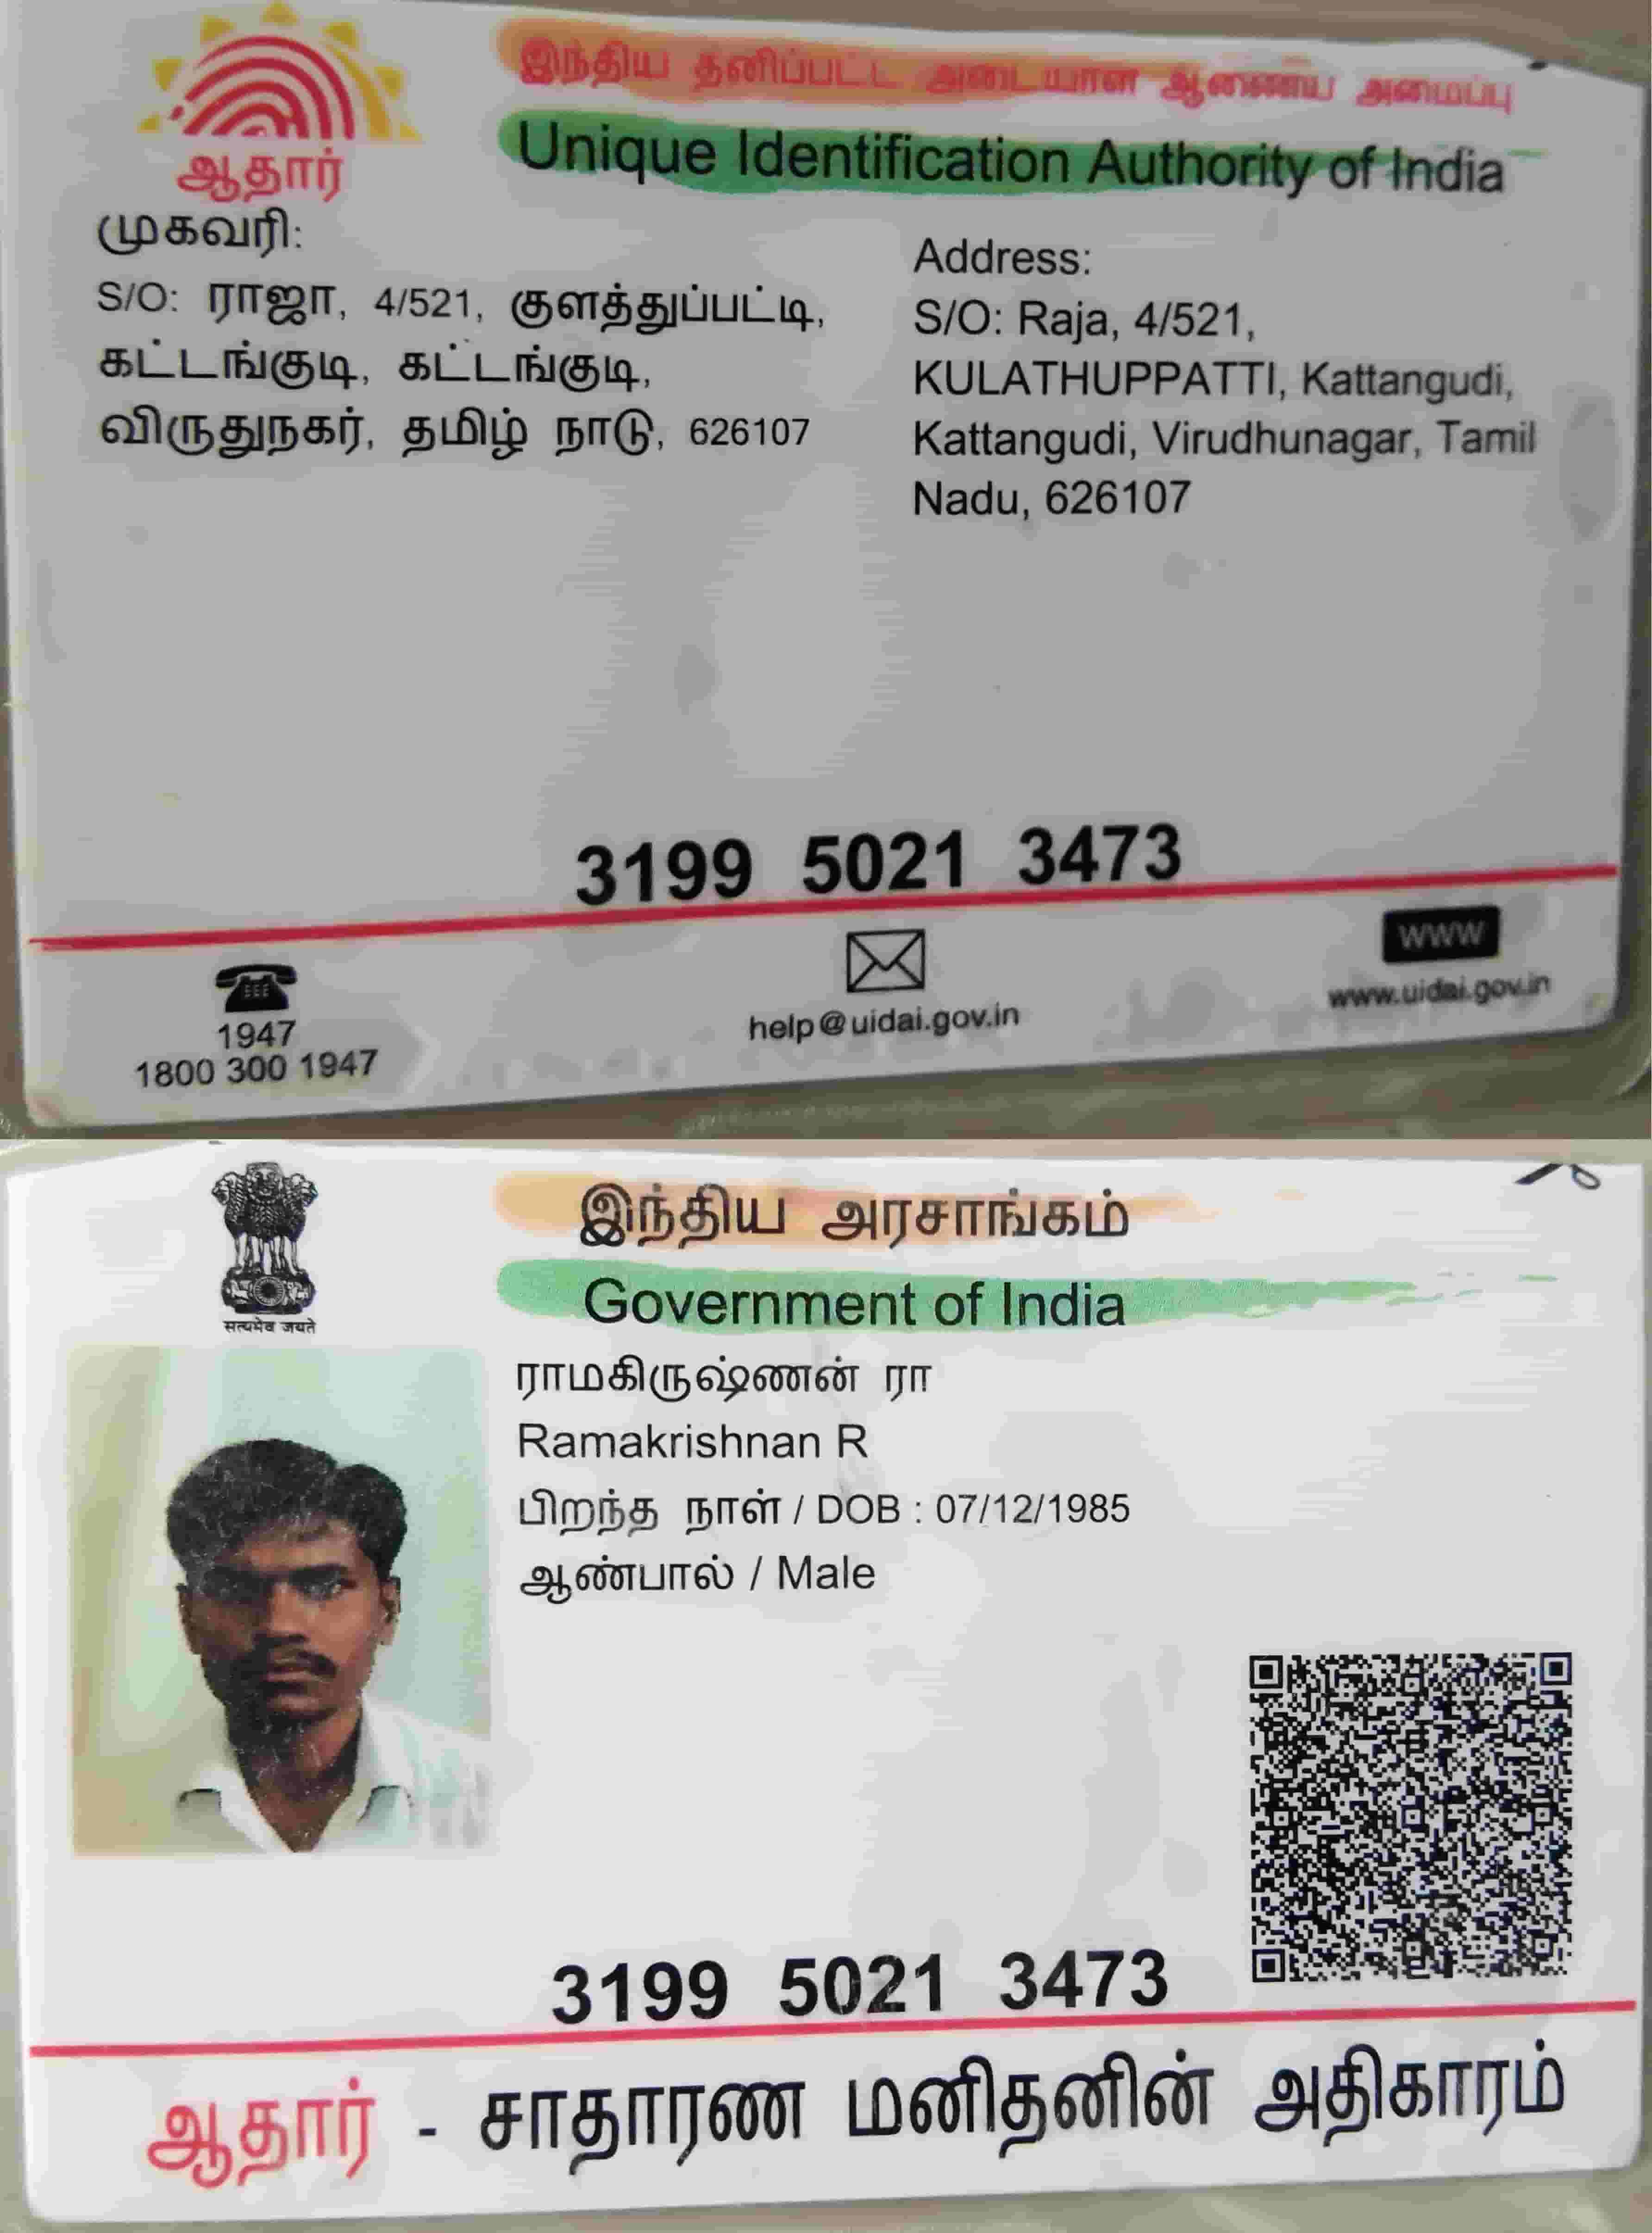 இந்திய தனிப்பட்ட அடையாள ஆணைய அமைப்பு
Unique Identification Authority of India
ஆதார்
முகவரி:
S/O: ராஜா, 4/521, குளத்துப்பட்டி,
கட்டங்குடி, கட்டங்குடி,
விருதுநகர், தமிழ் நாடு, 626107
Address:
S/O: Raja, 4/521,
KULATHUPPATTI, Kattangudi,
Kattangudi, Virudhunagar, Tamil
Nadu, 626107
3199 5021 3473
1947
1800 300 1947
help@uidai.gov.in
WWW
www.uidai.gov.in
सत्यमेव जयते
இந்திய அரசாங்கம்
Government of India
ராமகிருஷ்ணன் ரா
Ramakrishnan R
பிறந்த நாள் / DOB : 07/12/1985
ஆண்பால் / Male
3199 5021 3473
ஆதார் - சாதாரண மனிதனின் அதிகாரம்